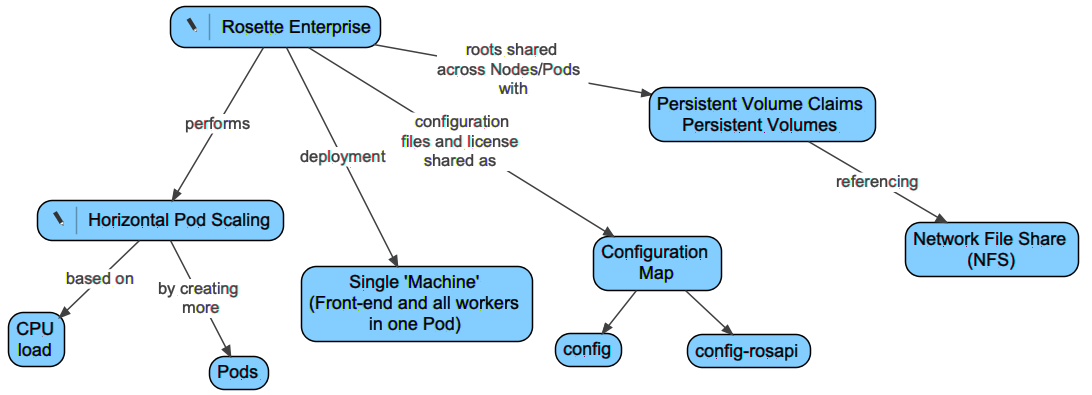 Rosette Enterprise
roots shared
across Nodes/Pods
with
Persistent Volume Claims
Persistent Volumes
performs
configuration
files and license
shared as
deployment
referencing
Horizontal Pod Scaling
Network File Share
(NFS)
Configuration
Map
based on
by creating
more
Single 'Machine'
(Front-end and all workers
in one Pod)
CPU
load
config
config-rosapi
Pods